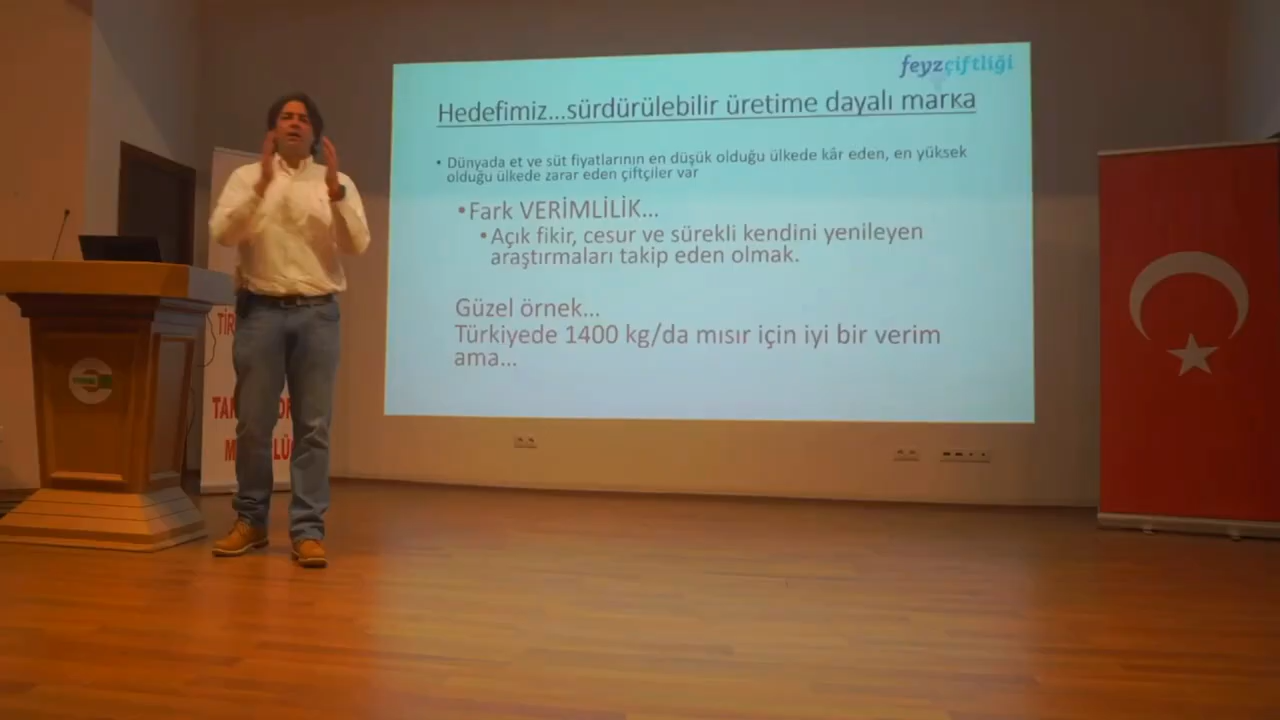 feyzçiftliği
Hedefimiz...sürdürülebilir üretime dayalı marka
• Dünyada et ve süt fiyatlarının en düşük olduğu ülkede kâr eden, en yüksek
olduğu ülkede zarar eden çiftçiler var
• Fark VERİMLİLİK...
• Açık fikir, cesur ve sürekli kendini yenileyen
araştırmaları takip eden olmak.
Güzel örnek...
Türkiyede 1400 kg/da mısır için iyi bir verim
ama...